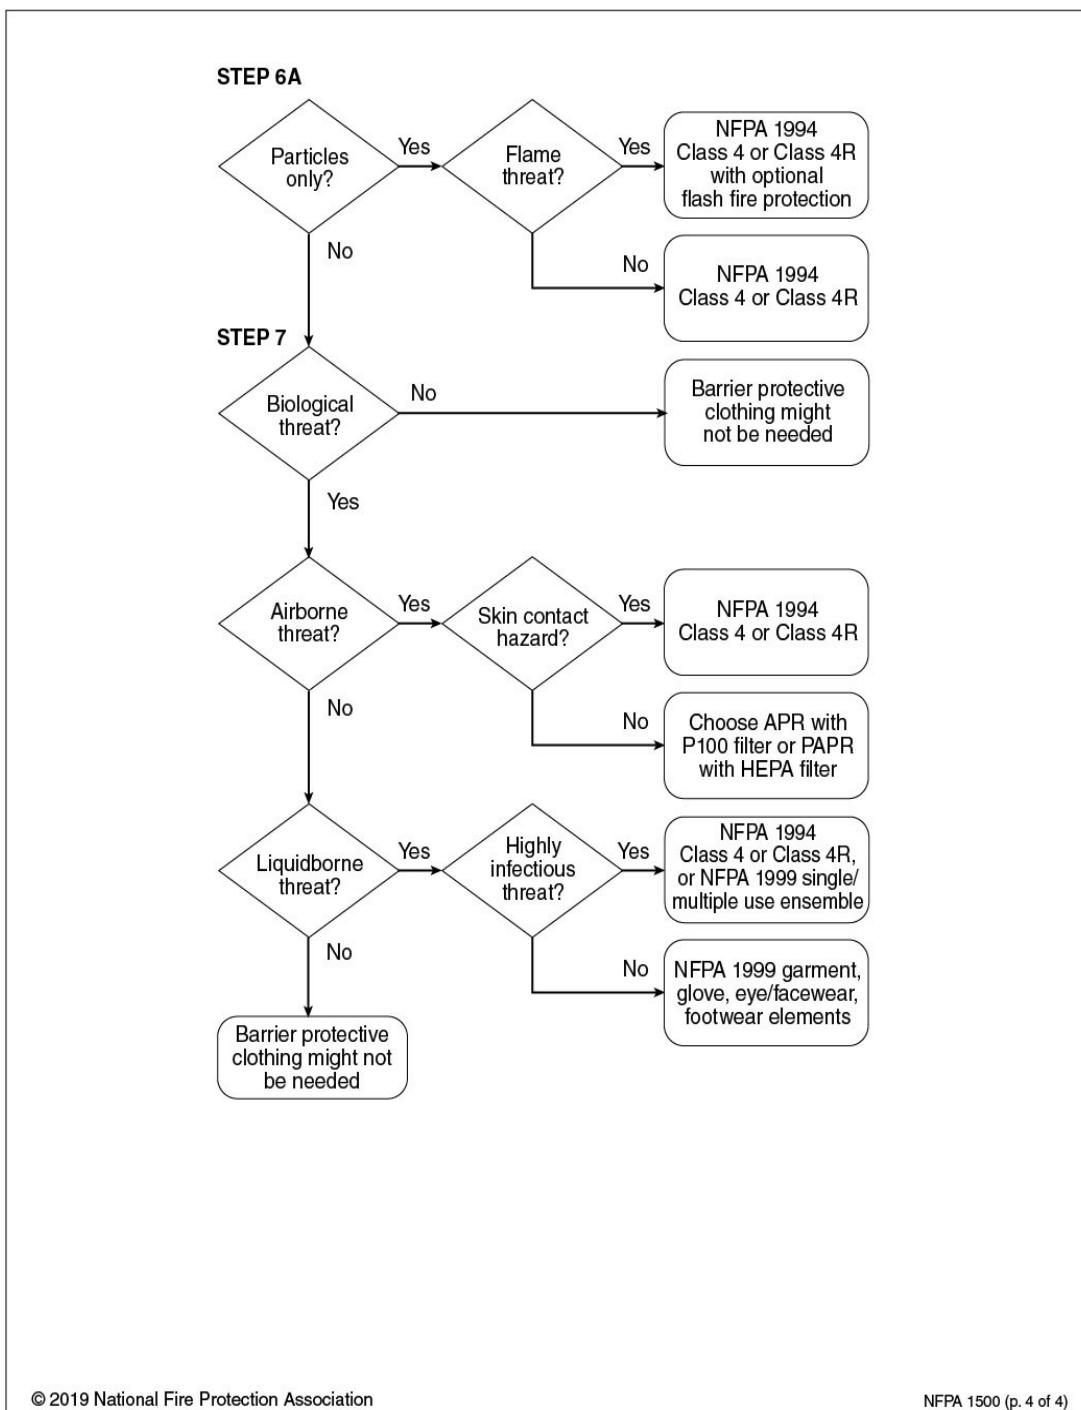 STEP 6A
Particles
only?
Yes
Flame
threat?
Yes
NFPA 1994
Class 4 or Class 4R
with optional
flash fire protection
No
No
NFPA 1994
Class 4 or Class 4R
STEP 7
Biological
threat?
No
Barrier protective
clothing might
not be needed
Yes
Airborne
threat?
Yes
Skin contact
hazard?
Yes
NFPA 1994
Class 4 or Class 4R
No
No
Choose APR with
P100 filter or PAPR
with HEPA filter
Liquidborne
threat?
Yes
Highly
infectious
threat?
Yes
NFPA 1994
Class 4 or Class 4R,
or NFPA 1999 single/
multiple use ensemble
No
No
NFPA 1999 garment,
glove, eye/facewear,
footwear elements
Barrier protective
clothing might not
be needed
© 2019 National Fire Protection Association
NFPA 1500 (p. 4 of 4)